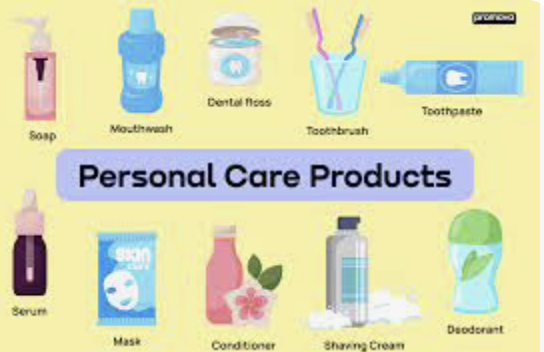 promova
Soap
Mouthwash
Dental floss
Toothbrush
Toothpaste
Personal Care Products
Serum
SKIN
care
Mask
Conditioner
Shaving Cream
Deodorant